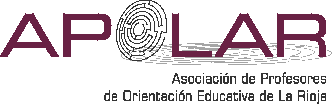 APOLAR
Asociación de Profesores
de Orientación Educativa de La Rioja